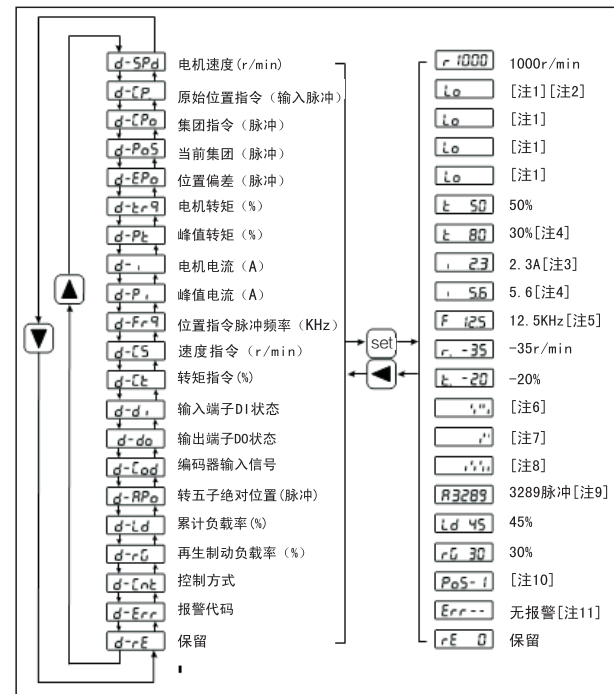 d-SPd 电机速度(r/min) r 1000 1000r/min
d-CP_ 原始位置指令（输入脉冲） Lo [注1][注2]
d-CPo 集团指令（脉冲） Lo [注1]
d-PoS 当前集团（脉冲） Lo [注1]
d-EPo 位置偏差（脉冲） Lo [注1]
d-trq 电机转矩（%） t 50 50%
d-Pt 峰值转矩（%） t 80 30%[注4]
d-i 电机电流（A） i 2.3 2.3A[注3]
d-Pi 峰值电流（A） i 5.6 5.6[注4]
d-Frq 位置指令脉冲频率（KHz） F 12.5 12.5KHz[注5]
d-CS 速度指令（r/min） r. -35 -35r/min
d-Ct 转矩指令(%) t. -20 -20%
d-di 输入端子DI状态 [注6]
d-do 输出端子DO状态 [注7]
d-Cod 编码器输入信号 [注8]
d-APo 转五子绝对位置(脉冲) A3289 3289脉冲[注9]
d-Ld 累计负载率(%) Ld 45 45%
d-rG 再生制动负载率（%） rG 30 30%
d-Cnt 控制方式 PoS-1 [注10]
d-Err 报警代码 Err-- 无报警[注11]
d-rE 保留 rE 0 保留
set